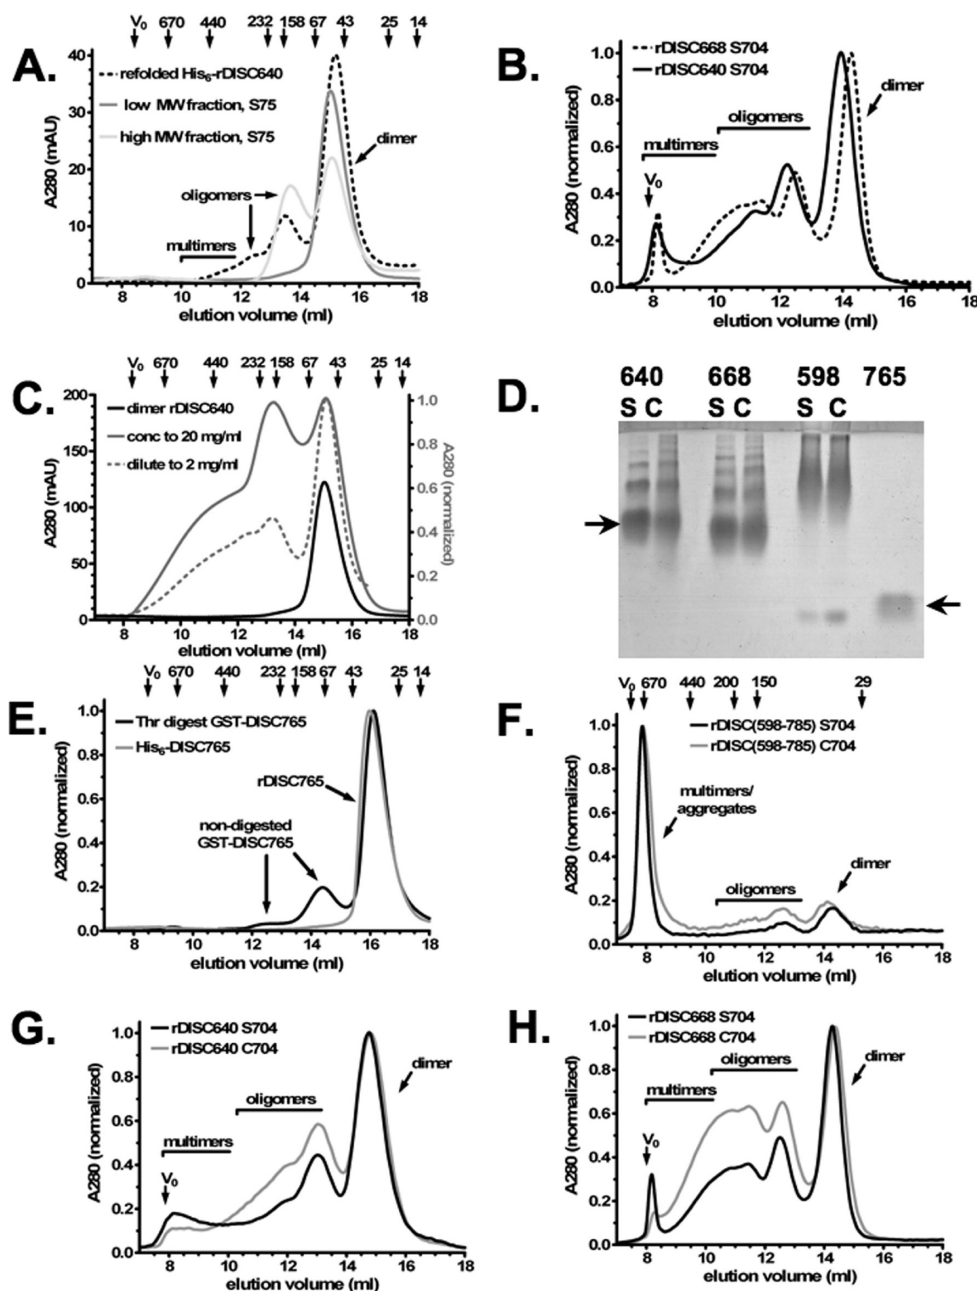 V₀ 670 440 232 158 67 43 25 14
A.
refolded His₆-rDISC640
low MW fraction, S75
high MW fraction, S75
dimer
oligomers
multimers
A280 (mAU)
40
30
20
10
0
8 10 12 14 16 18
elution volume (ml)
B.
rDISC668 S704
rDISC640 S704
dimer
oligomers
multimers
V₀
A280 (normalized)
1.0
0.8
0.6
0.4
0.2
0.0
8 10 12 14 16 18
elution volume (ml)
V₀ 670 440 232 158 67 43 25 14
C.
dimer rDISC640
conc to 20 mg/ml
dilute to 2 mg/ml
A280 (mAU)
200
150
100
50
0
A280 (normalized)
1.0
0.8
0.6
0.4
0.2
0.0
8 10 12 14 16 18
elution volume (ml)
D.
640 668 598 765
S C S C S C
V₀ 670 440 232 158 67 43 25 14
E.
Thr digest GST-DISC765
His₆-DISC765
rDISC765
non-digested
GST-DISC765
A280 (normalized)
1.0
0.8
0.6
0.4
0.2
0.0
8 10 12 14 16 18
elution volume (ml)
V₀ 670 440 200 150 29
F.
rDISC(598-785) S704
rDISC(598-785) C704
multimers/
aggregates
oligomers
dimer
A280 (normalized)
1.0
0.8
0.6
0.4
0.2
0.0
8 10 12 14 16 18
elution volume (ml)
G.
rDISC640 S704
rDISC640 C704
dimer
oligomers
multimers
V₀
A280 (normalized)
1.0
0.8
0.6
0.4
0.2
0.0
8 10 12 14 16 18
elution volume (ml)
H.
rDISC668 S704
rDISC668 C704
oligomers
dimer
multimers
V₀
A280 (normalized)
1.0
0.8
0.6
0.4
0.2
0.0
8 10 12 14 16 18
elution volume (ml)